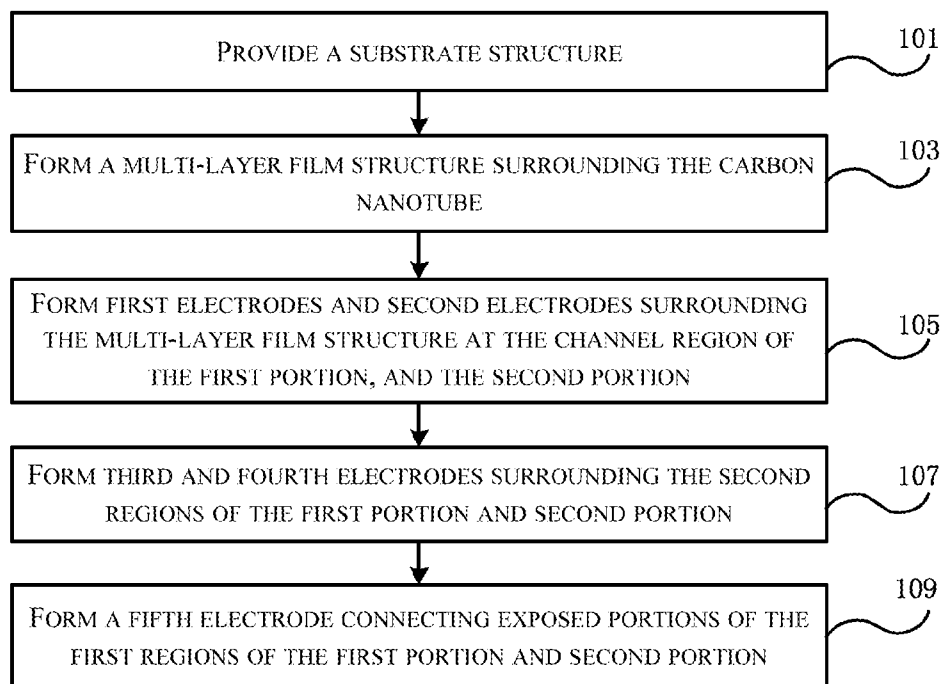 PROVIDE A SUBSTRATE STRUCTURE
101
FORM A MULTI-LAYER FILM STRUCTURE SURROUNDING THE CARBON
NANOTUBE
103
FORM FIRST ELECTRODES AND SECOND ELECTRODES SURROUNDING
THE MULTI-LAYER FILM STRUCTURE AT THE CHANNEL REGION OF
THE FIRST PORTION, AND THE SECOND PORTION
105
FORM THIRD AND FOURTH ELECTRODES SURROUNDING THE SECOND
REGIONS OF THE FIRST PORTION AND SECOND PORTION
107
FORM A FIFTH ELECTRODE CONNECTING EXPOSED PORTIONS OF THE
FIRST REGIONS OF THE FIRST PORTION AND SECOND PORTION
109